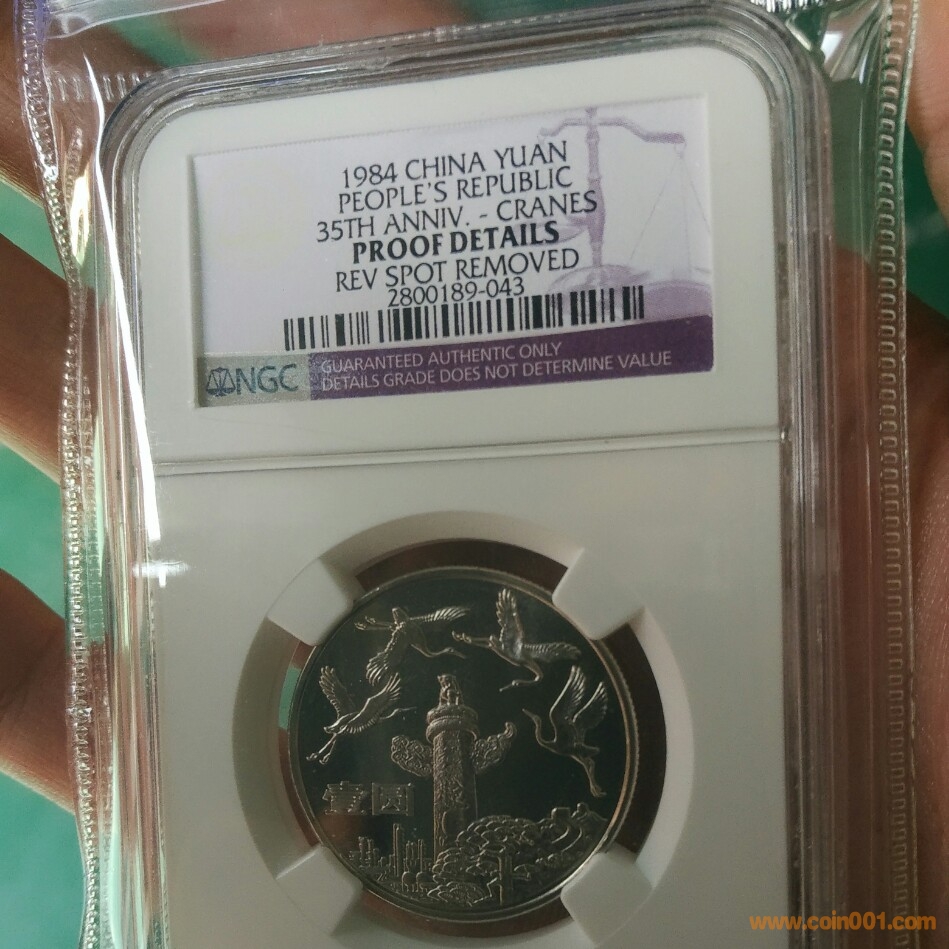 1984 CHINA YUAN
PEOPLE'S REPUBLIC
35TH ANNIV. - CRANES
PROOF DETAILS
REV SPOT REMOVED
2800189-043
NGC
GUARANTEED AUTHENTIC ONLY
DETAILS GRADE DOES NOT DETERMINE VALUE
壹圆
www.coin001.com